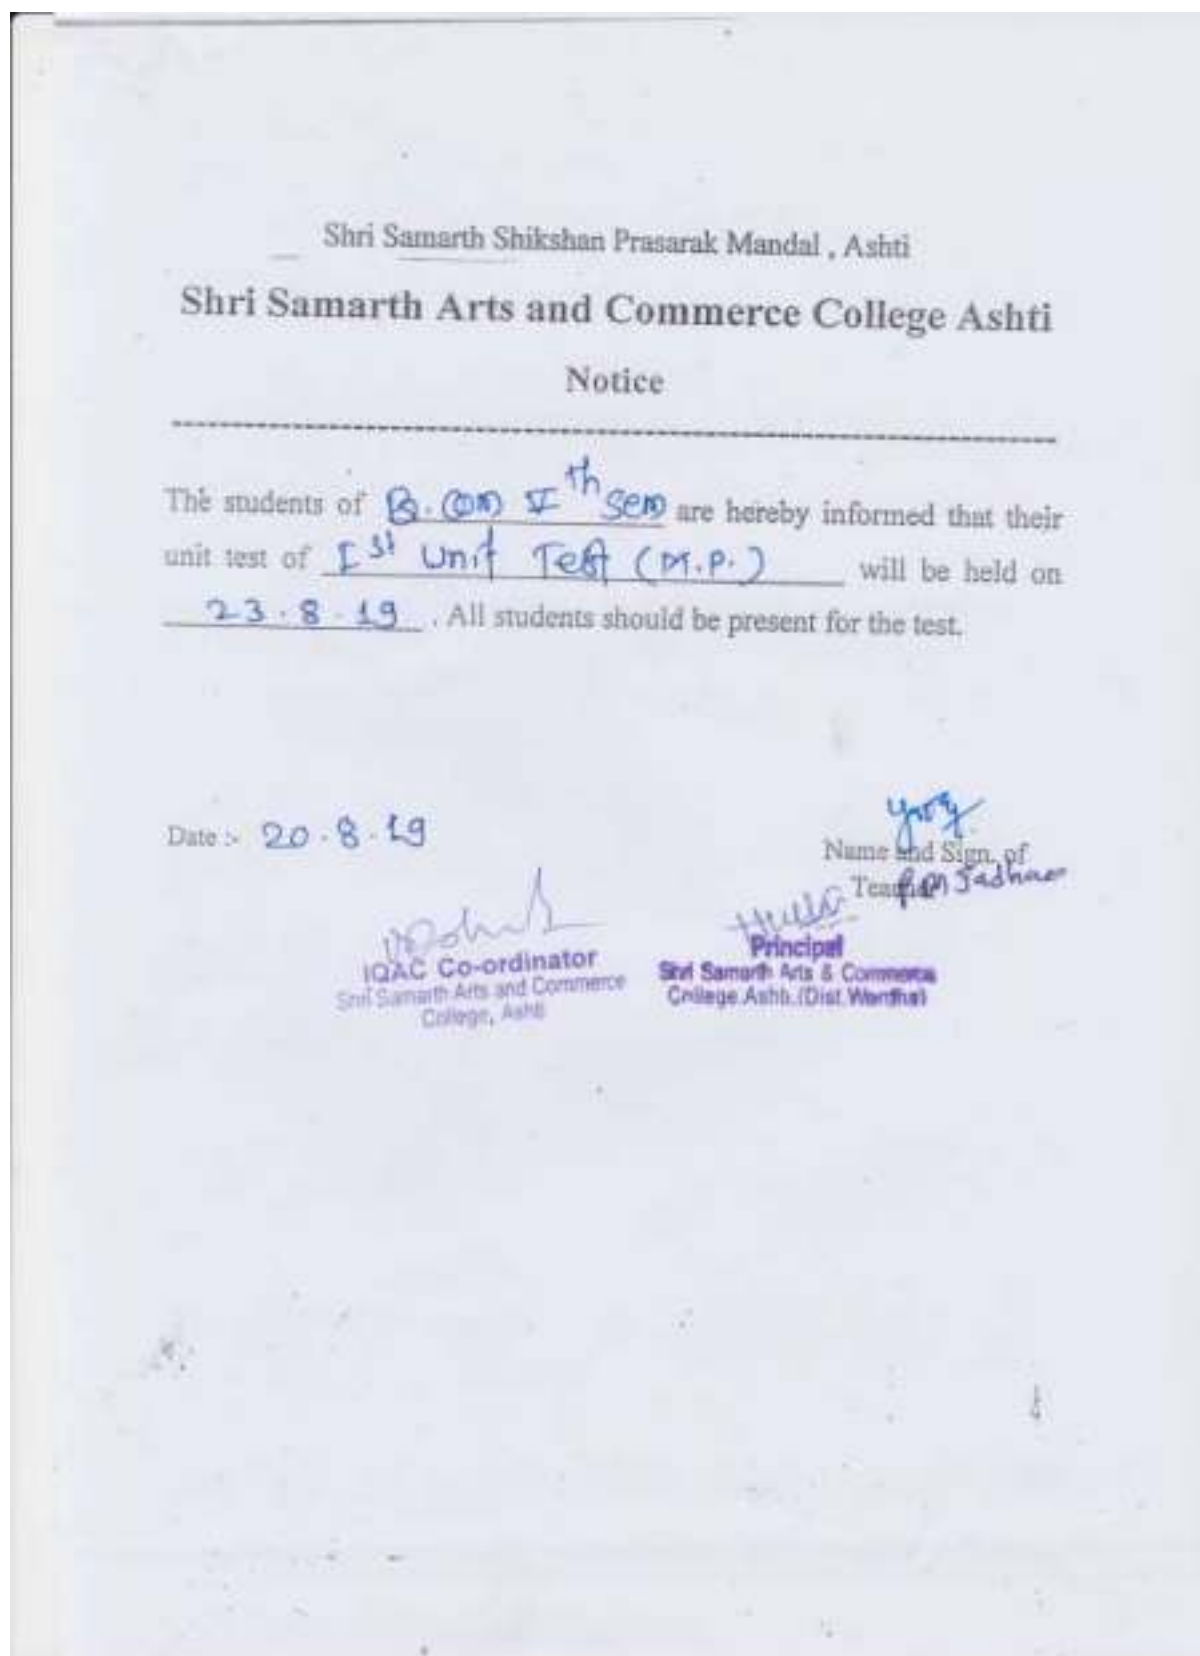 Shri Samarth Shikshan Prasarak Mandal , Ashti
Shri Samarth Arts and Commerce College Ashti
Notice
The students of B.Com V th sem are hereby informed that their
unit test of I st Unit Test (M.P.) will be held on
23.8.19 . All students should be present for the test.
Date :- 20.8.19
Name and Sign. of
Teacher Jadhao
IQAC Co-ordinator
Shri Samarth Arts and Commerce
College, Ashti
Principal
Shri Samarth Arts & Commerce
College Ashti (Dist Wardha)